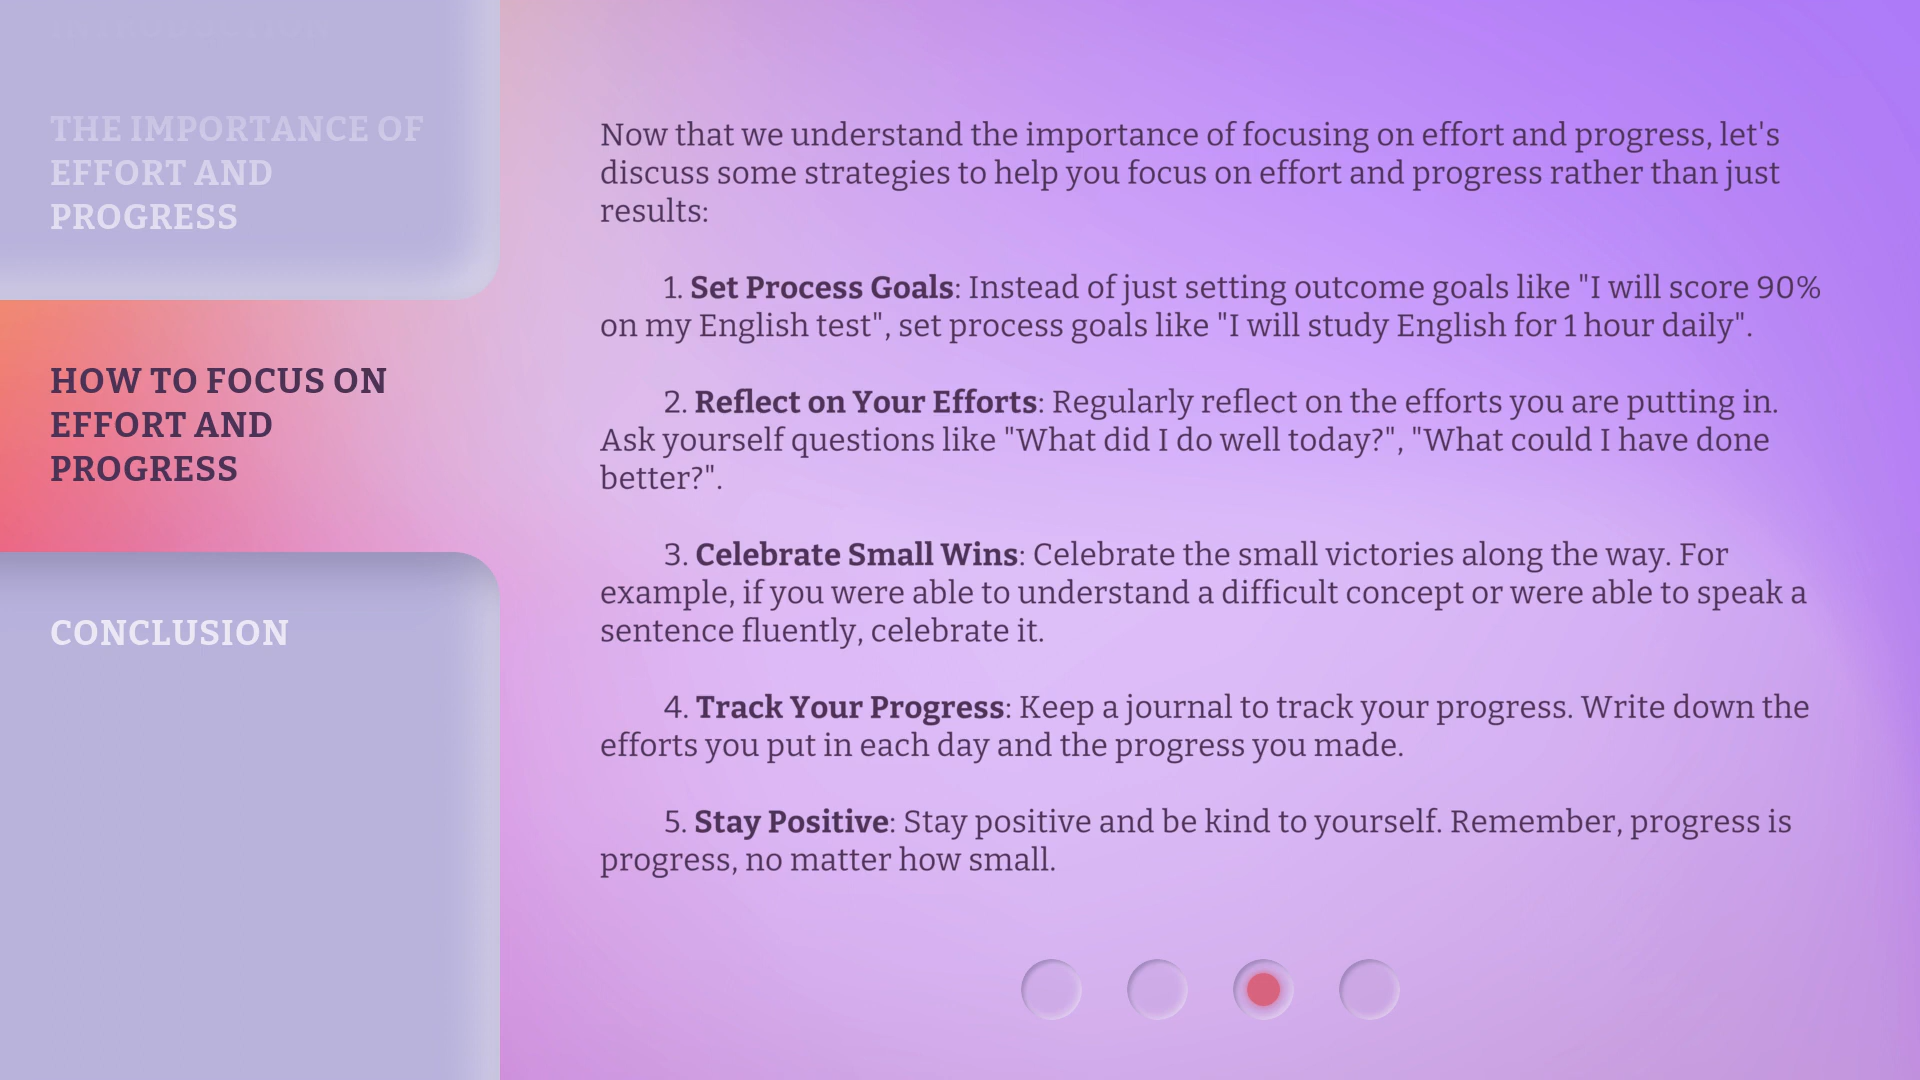 THE IMPORTANCE OF
EFFORT AND
PROGRESS
HOW TO FOCUS ON
EFFORT AND
PROGRESS
CONCLUSION
Now that we understand the importance of focusing on effort and progress, let's
discuss some strategies to help you focus on effort and progress rather than just
results:
1. Set Process Goals: Instead of just setting outcome goals like "I will score 90%
on my English test", set process goals like "I will study English for 1 hour daily".
2. Reflect on Your Efforts: Regularly reflect on the efforts you are putting in.
Ask yourself questions like "What did I do well today?", "What could I have done
better?".
3. Celebrate Small Wins: Celebrate the small victories along the way. For
example, if you were able to understand a difficult concept or were able to speak a
sentence fluently, celebrate it.
4. Track Your Progress: Keep a journal to track your progress. Write down the
efforts you put in each day and the progress you made.
5. Stay Positive: Stay positive and be kind to yourself. Remember, progress is
progress, no matter how small.